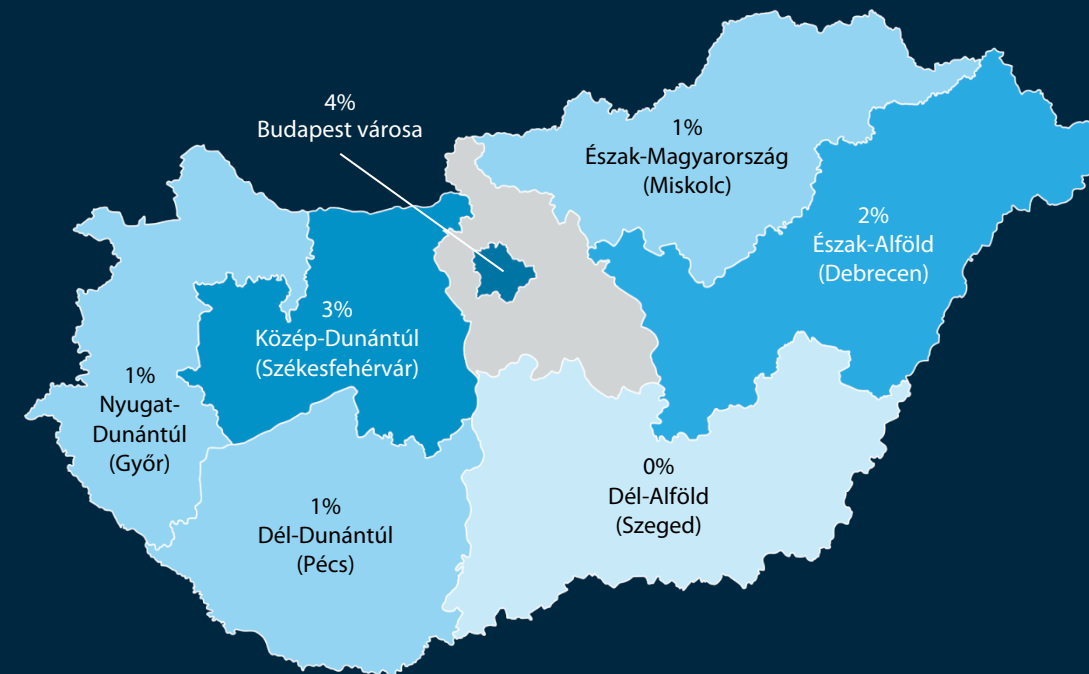 4%
Budapest városa
1%
Észak-Magyarország
(Miskolc)
2%
Észak-Alföld
(Debrecen)
3%
Közép-Dunántúl
(Székesfehérvár)
1%
Nyugat-
Dunántúl
(Győr)
0%
Dél-Alföld
(Szeged)
1%
Dél-Dunántúl
(Pécs)